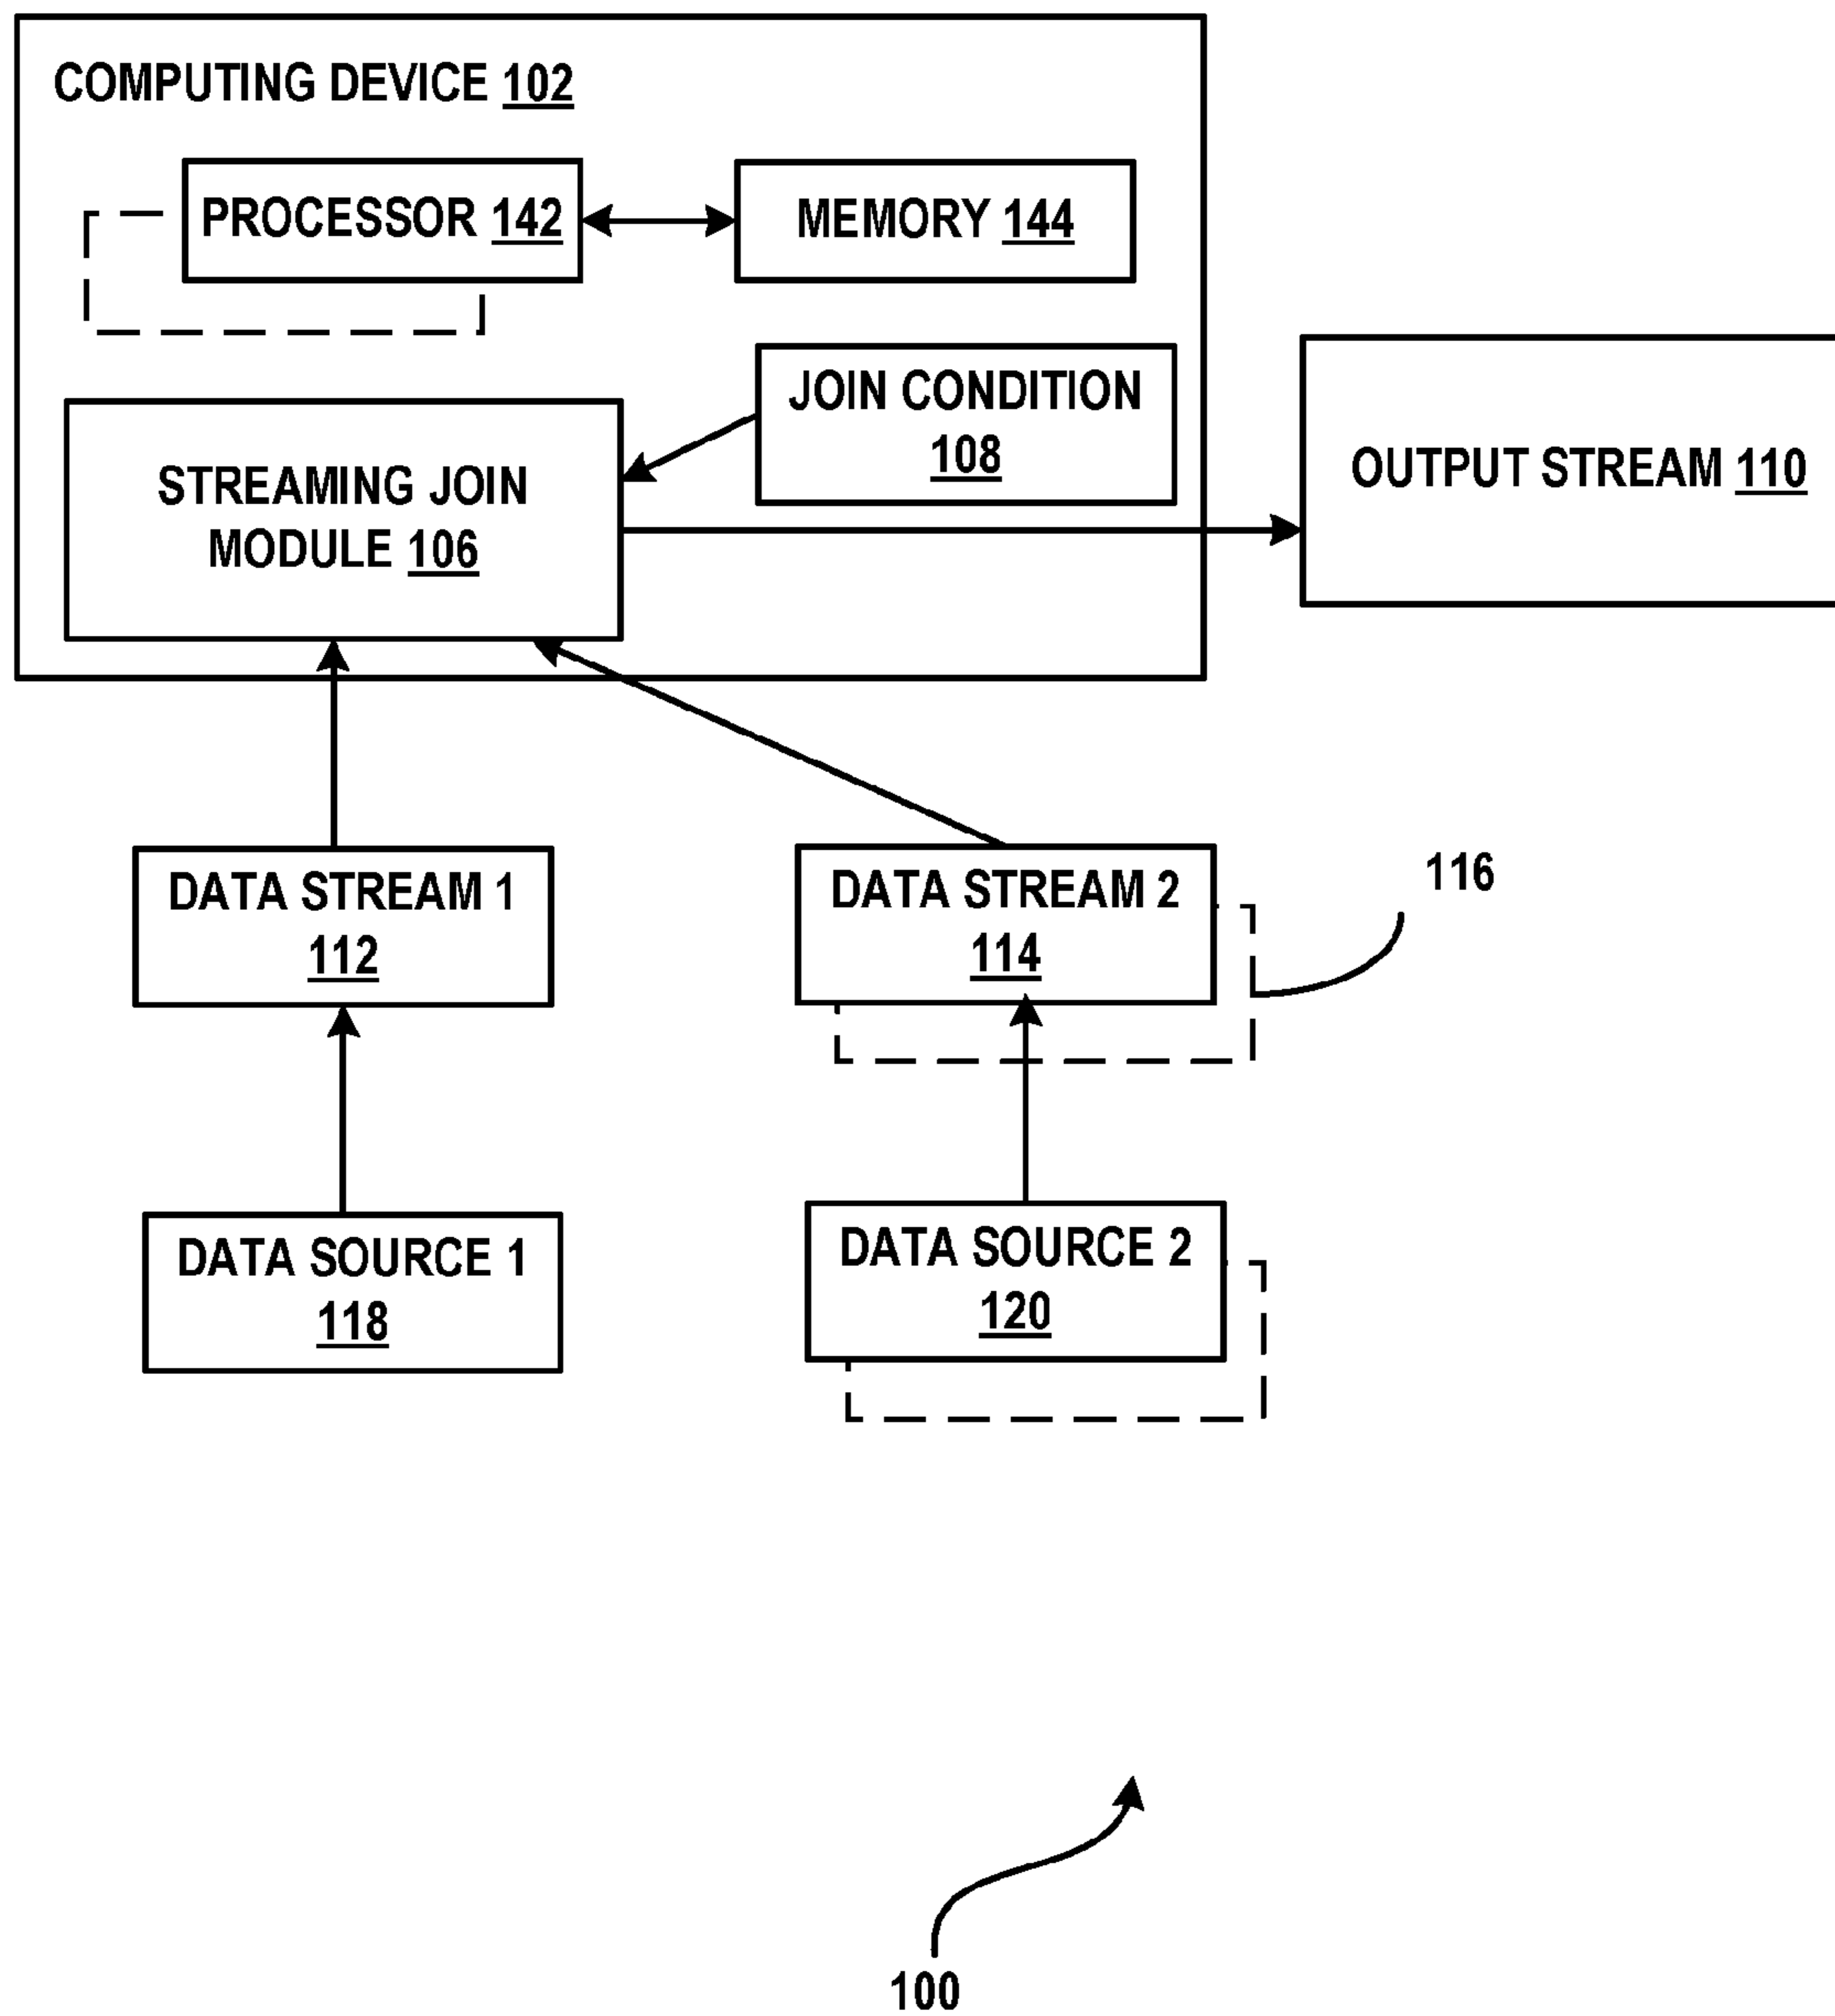 COMPUTING DEVICE 102
PROCESSOR 142
MEMORY 144
JOIN CONDITION
108
STREAMING JOIN
MODULE 106
OUTPUT STREAM 110
DATA STREAM 1
112
DATA STREAM 2
114
116
DATA SOURCE 1
118
DATA SOURCE 2
120
100